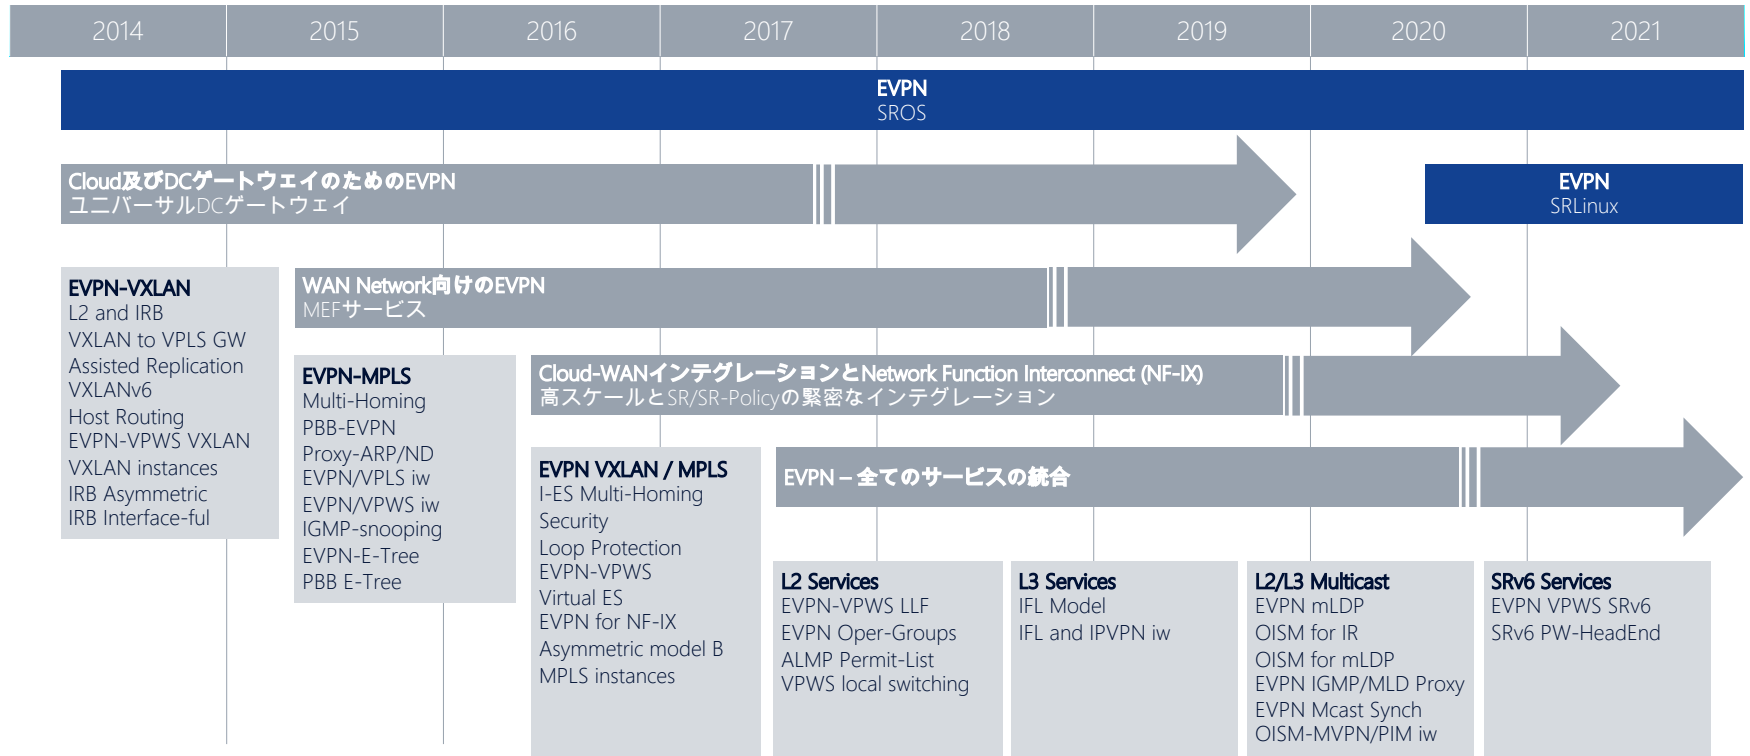 2014 2015 2016 2017 2018 2019 2020 2021
EVPN
SROS
Cloud及びDCゲートウェイのためのEVPN
ユニバーサルDCゲートウェイ
EVPN
SRLinux
WAN Network向けのEVPN
MEFサービス
Cloud-WANインテグレーションとNetwork Function Interconnect (NF-IX)
高スケールとSR/SR-Policyの緊密なインテグレーション
EVPN – 全てのサービスの統合
EVPN-VXLAN
L2 and IRB
VXLAN to VPLS GW
Assisted Replication
VXLANv6
Host Routing
EVPN-VPWS VXLAN
VXLAN instances
IRB Asymmetric
IRB Interface-ful
EVPN-MPLS
Multi-Homing
PBB-EVPN
Proxy-ARP/ND
EVPN/VPLS iw
EVPN/VPWS iw
IGMP-snooping
EVPN-E-Tree
PBB E-Tree
EVPN VXLAN / MPLS
I-ES Multi-Homing
Security
Loop Protection
EVPN-VPWS
Virtual ES
EVPN for NF-IX
Asymmetric model B
MPLS instances
L2 Services
EVPN-VPWS LLF
EVPN Oper-Groups
ALMP Permit-List
VPWS local switching
L3 Services
IFL Model
IFL and IPVPN iw
L2/L3 Multicast
EVPN mLDP
OISM for IR
OISM for mLDP
EVPN IGMP/MLD Proxy
EVPN Mcast Synch
OISM-MVPN/PIM iw
SRv6 Services
EVPN VPWS SRv6
SRv6 PW-HeadEnd